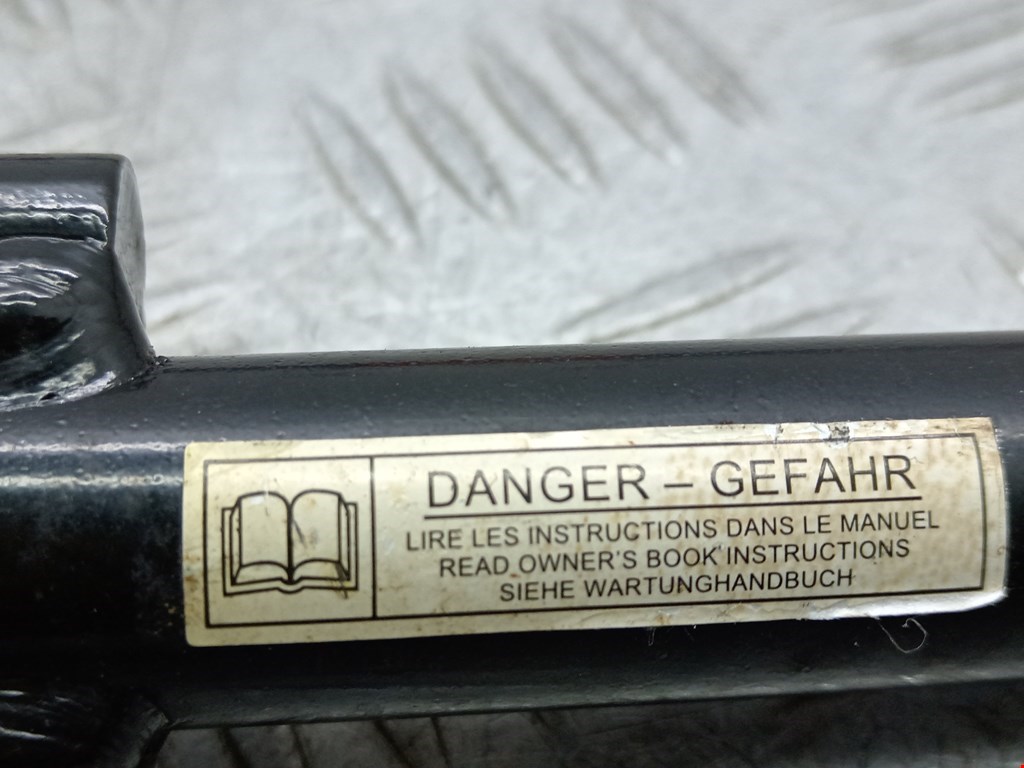 DANGER – GEFAHR
LIRE LES INSTRUCTIONS DANS LE MANUEL
READ OWNER'S BOOK INSTRUCTIONS
SIEHE WARTUNGHANDBUCH